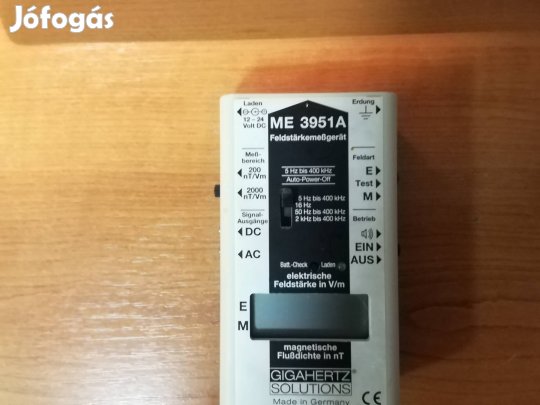 Jófogás
Laden
12 – 24
Volt DC
ME 3951A
Feldstärkemeßgerät
Erdung
Meß-
bereich
200
nT/Vm
2000
nT/Vm
Signal-
Ausgänge
DC
AC
5 Hz bis 400 kHz
Auto-Power-Off
5 Hz bis 400 kHz
16 Hz
50 Hz bis 400 kHz
2 kHz bis 400 kHz
Feldart
E
Test
M
Betrieb
EIN
AUS
Batt.-Check
Laden
elektrische
Feldstärke in V/m
E
M
magnetische
Flußdichte in nT
GIGAHERTZ®
SOLUTIONS
Made in Germany
CE